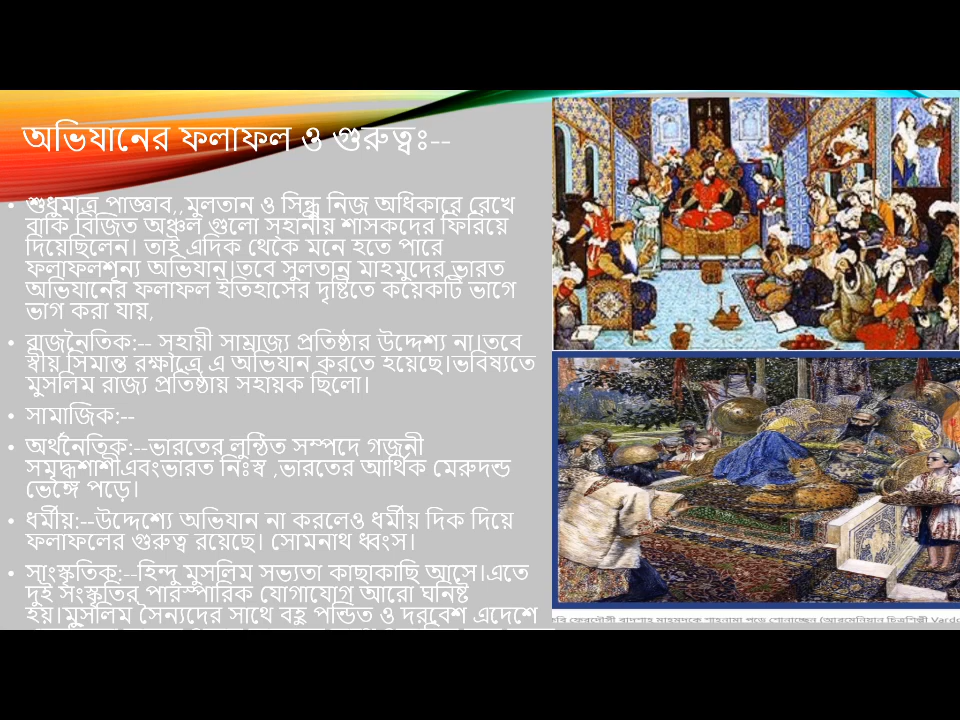 অভিযানের ফলাফল ও গুরুত্বঃ--
• শুধুমাত্র পাজ্ঞাব,,মুলতান ও সিন্ধু নিজ অধিকারে রেখে
বাকি বিজিত অঞ্চল গুলো সহানীয় শাসকদের ফিরিয়ে
দিয়েছিলেন। তাই এদিক থেকে মনে হতে পারে
ফলাফলশূন্য অভিযান।তবে সুলতান মাহমুদের ভারত
অভিযানের ফলাফল ইতিহাসের দৃষ্টিতে কয়েকটি ভাগে
ভাগ করা যায়,
• রাজনৈতিক:-- সহায়ী সাম্রাজ্য প্রতিষ্ঠার উদ্দেশ্য না।তবে
স্বীয় সিমান্ত রক্ষাত্রে এ অভিযান করতে হয়েছে।ভবিষ্যতে
মুসলিম রাজ্য প্রতিষ্ঠায় সহায়ক ছিলো।
• সামাজিক:--
• অর্থনৈতিক:--ভারতের লুন্ঠিত সম্পদে গজনী
সমৃদ্ধশাশীএবংভারত নিঃস্ব ,ভারতের আর্থিক মেরুদন্ড
ভেঙ্গে পড়ে।
• ধর্মীয়:--উদ্দেশ্যে অভিযান না করলেও ধর্মীয় দিক দিয়ে
ফলাফলের গুরুত্ব রয়েছে। সোমনাথ ধ্বংস।
• সাংস্কৃতিক:--হিন্দু মুসলিম সভ্যতা কাছাকাছি আসে।এতে
দুই সংস্কৃতির পারস্পারিক যোগাযোগ্র আরো ঘনিষ্ট
হয়।মুসলিম সৈন্যদের সাথে বহু পন্ডিত ও দরবেশ এদেশে